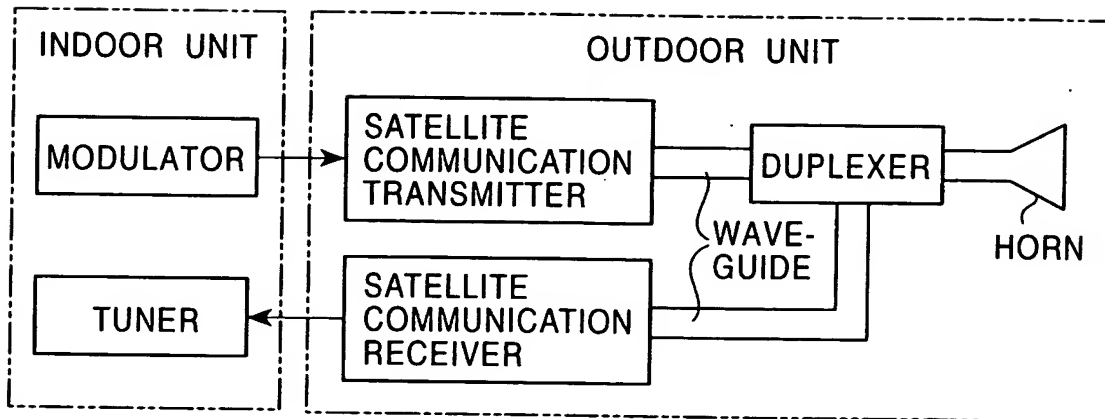 INDOOR UNIT
OUTDOOR UNIT
MODULATOR
SATELLITE
COMMUNICATION
TRANSMITTER
DUPLEXER
HORN
WAVE-
GUIDE
TUNER
SATELLITE
COMMUNICATION
RECEIVER